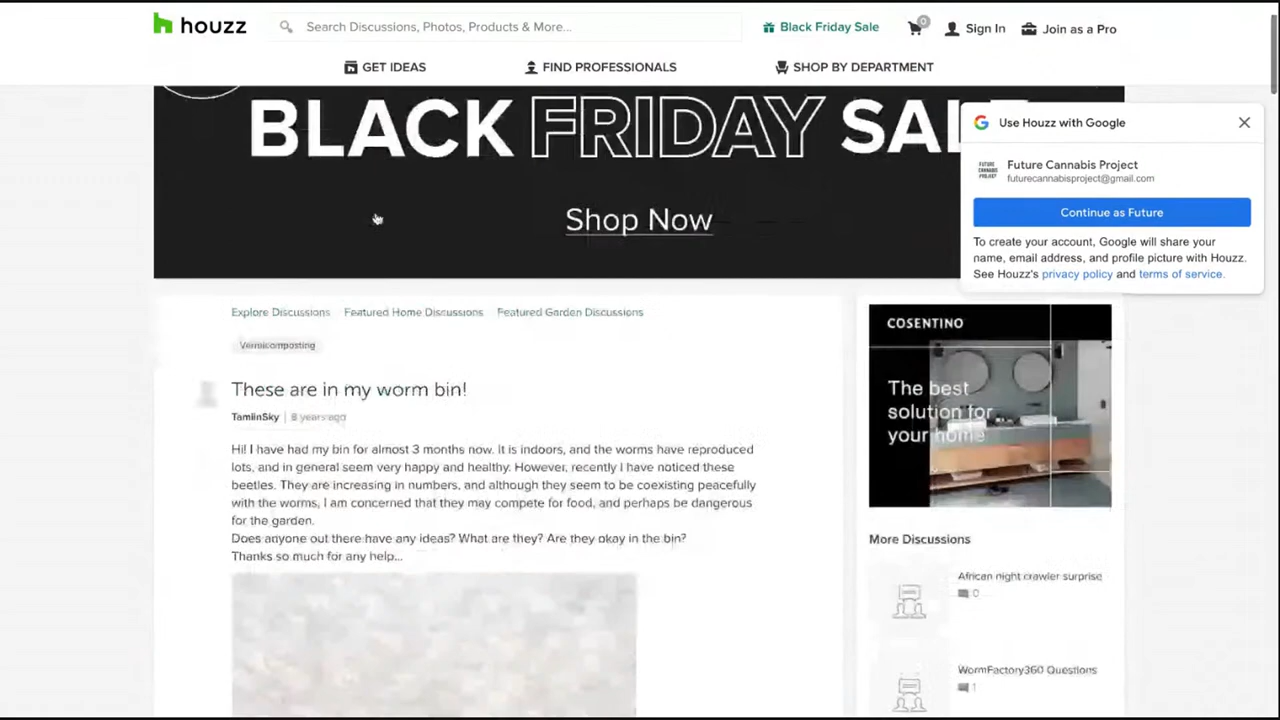 houzz
Search Discussions, Photos, Products & More...
Black Friday Sale
0
Sign In
Join as a Pro
GET IDEAS
FIND PROFESSIONALS
SHOP BY DEPARTMENT
BLACK FRIDAY
Shop Now
Use Houzz with Google
FUTURE
CANNABIS
PROJECT
Future Cannabis Project
futurecannabisproject@gmail.com
Continue as Future
To create your account, Google will share your
name, email address, and profile picture with Houzz.
See Houzz's privacy policy and terms of service.
Explore Discussions
Featured Home Discussions
Featured Garden Discussions
Vermicomposting
These are in my worm bin!
TamlinSky | 8 years ago
Hi! I have had my bin for almost 3 months now. It is indoors, and the worms have reproduced
lots, and in general seem very happy and healthy. However, recently I have noticed these
beetles. They are increasing in numbers, and although they seem to be coexisting peacefully
with the worms, I am concerned that they may compete for food, and perhaps be dangerous
for the garden.
Does anyone out there have any ideas? What are they? Are they okay in the bin?
Thanks so much for any help...
COSENTINO
The best
solution for
your home
More Discussions
African night crawler surprise
0
WormFactory360 Questions
1